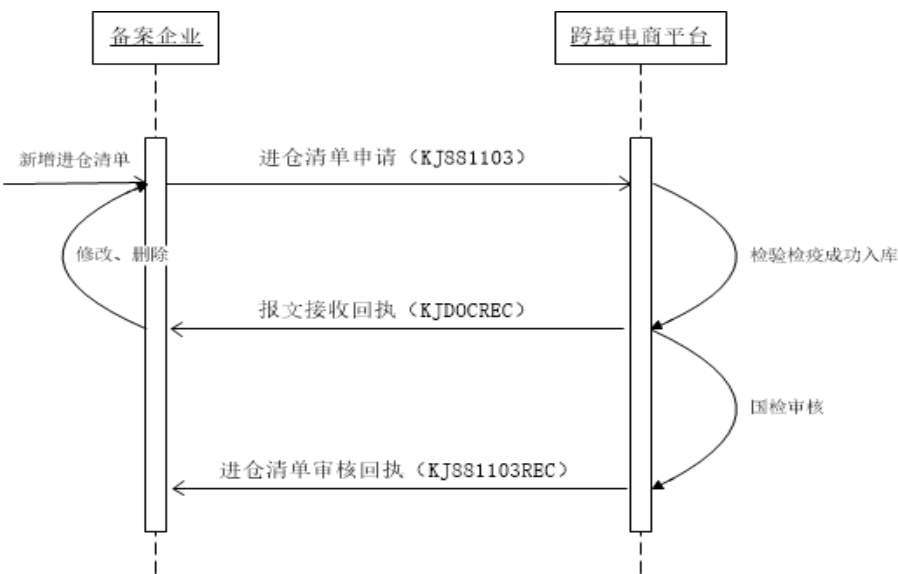 备案企业
跨境电商平台
新增进仓清单
进仓清单申请（KJ881103）
修改、删除
检验检疫成功入库
报文接收回执（KJDOCREC）
国检审核
进仓清单审核回执（KJ881103REC）